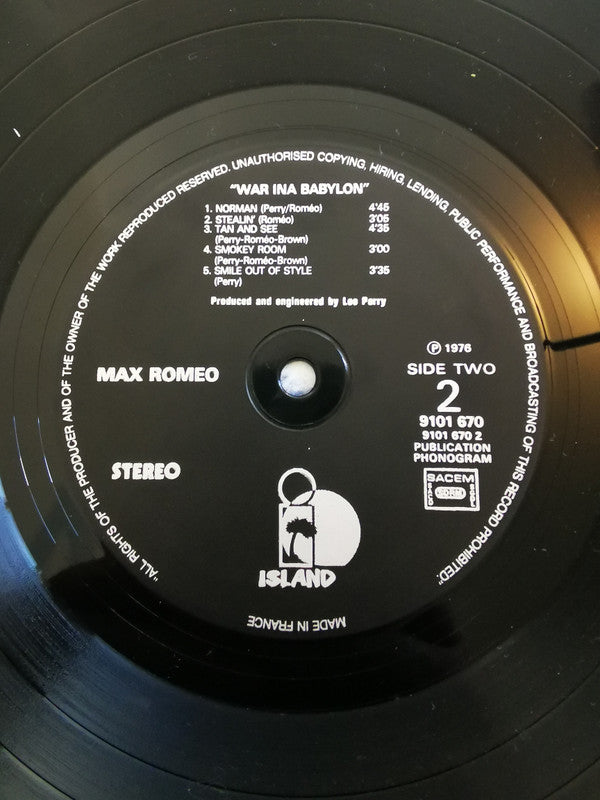 "ALL RIGHTS OF THE PRODUCER AND OF THE OWNER OF THE WORK REPRODUCED RESERVED. UNAUTHORISED COPYING, HIRING, LENDING, PUBLIC PERFORMANCE AND BROADCASTING OF THIS RECORD PROHIBITED."
"WAR INA BABYLON"
1. NORMAN (Perry/Roméo) 4'45
2. STEALIN' (Roméo) 3'05
3. TAN AND SEE 4'35
(Perry-Roméo-Brown)
4. SMOKEY ROOM 3'00
(Perry-Roméo-Brown)
5. SMILE OUT OF STYLE 3'35
(Perry)
Produced and engineered by Lee Perry
MAX ROMEO
STEREO
℗ 1976
SIDE TWO
2
9101 670
9101 670 2
PUBLICATION
PHONOGRAM
SACEM
ISLAND
MADE IN FRANCE